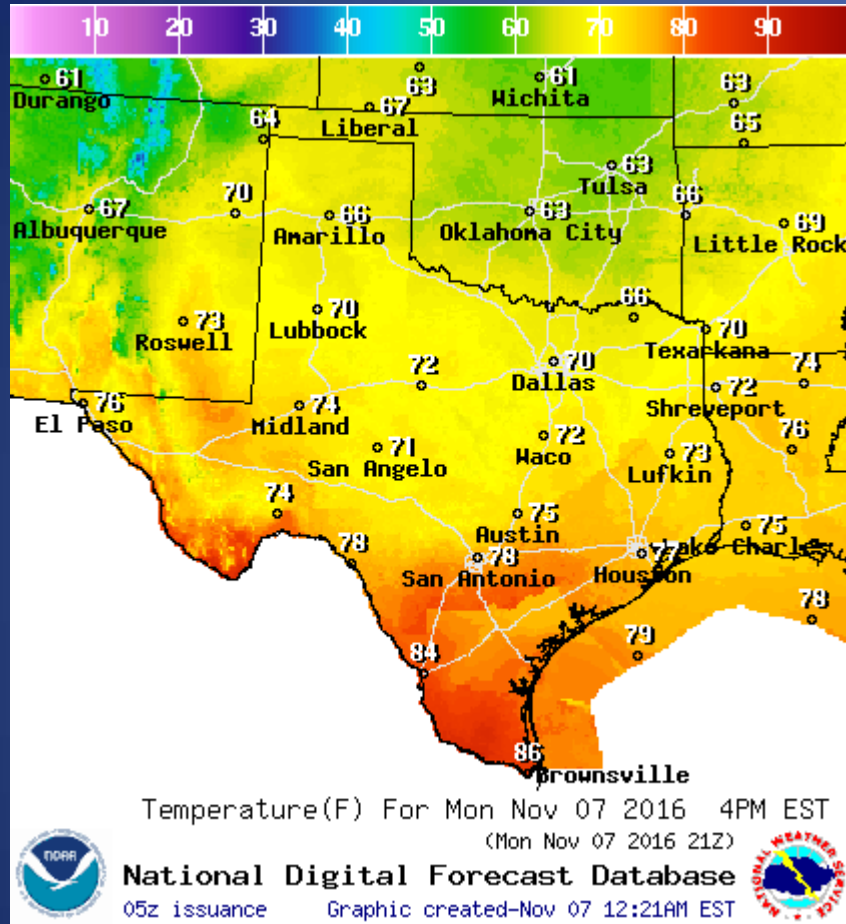 10 20 30 40 50 60 70 80 90
61
Durango
63
61
Wichita
63
67
Liberal
64
65
63
Tulsa
67
Albuquerque
70
66
Amarillo
63
Oklahoma City
66
69
Little Rock
73
Roswell
70
Lubbock
66
70
Texarkana
70
Dallas
72
74
72
Shreveport
76
El Paso
74
Midland
71
San Angelo
72
Waco
73
Lufkin
76
74
75
Austin
75
Lake Charles
78
78
San Antonio
77
Houston
78
79
84
86
Brownsville
Temperature(F) For Mon Nov 07 2016 4PM EST
(Mon Nov 07 2016 21Z)
NOAA
National Digital Forecast Database
05z issuance Graphic created-Nov 07 12:21AM EST
NATIONAL WEATHER SERVICE